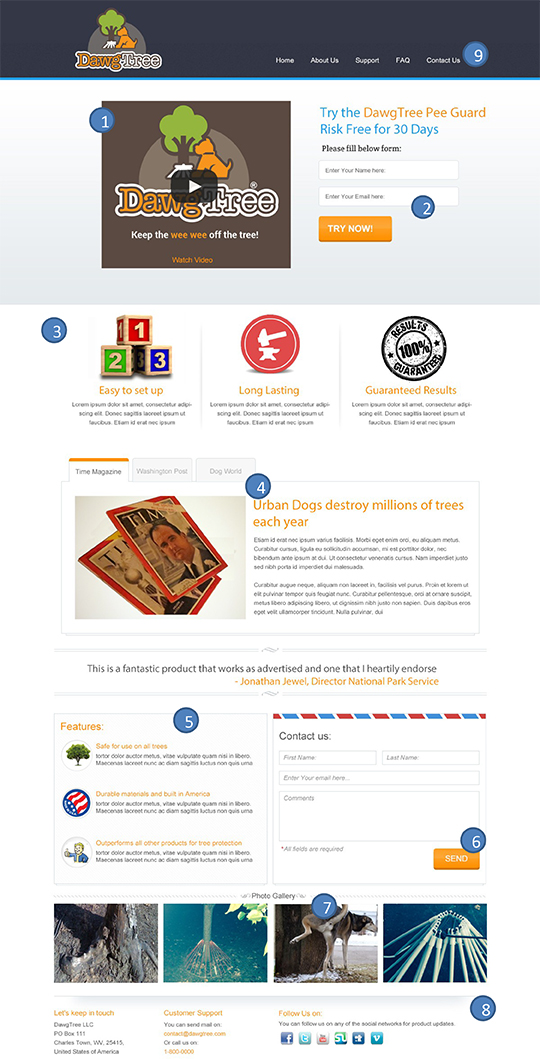 DawgTree
Home About Us Support FAQ Contact Us 9
1
DawgTree®
Keep the wee wee off the tree!
Watch Video
Try the DawgTree Pee Guard
Risk Free for 30 Days
Please fill below form:
Enter Your Name here:
Enter Your Email here:
2
TRY NOW!
3
1
2 3
RESULTS
100%
GUARANTEED
Easy to set up
Lorem ipsum dolor sit amet, consectetur adipi-
scing elit. Donec sagittis laoreet ipsum ut
faucibus. Etiam id erat nec ipsum
Long Lasting
Lorem ipsum dolor sit amet, consectetur adipi-
scing elit. Donec sagittis laoreet ipsum ut
faucibus. Etiam id erat nec ipsum
Guaranteed Results
Lorem ipsum dolor sit amet, consectetur adipi-
scing elit. Donec sagittis laoreet ipsum ut
faucibus. Etiam id erat nec ipsum
Time Magazine Washington Post Dog World
4
TIME
Urban Dogs destroy millions of trees
each year
Etiam id erat nec ipsum varius facilisis. Morbi eget enim orci, eu aliquam metus.
Curabitur cursus, ligula eu sollicitudin accumsan, mi est porttitor dolor, nec
bibendum ante ipsum at dui. Ut consectetur venenatis cursus. Nam imperdiet justo
sed nibh porta id imperdiet dui malesuada.
Curabitur augue neque, aliquam non laoreet in, facilisis vel purus. Proin et lorem ut
elit pulvinar tempor quis feugiat nunc. Curabitur pellentesque, orci at ornare suscipit,
metus libero adipiscing libero, ut dignissim nibh justo non sapien. Duis dapibus eros
eget velit ullamcorper tincidunt. Nulla pulvinar, dui
This is a fantastic product that works as advertised and one that I heartily endorse
- Jonathan Jewel, Director National Park Service
5
Features:
Safe for use on all trees
tortor dolor auctor metus, vitae vulputate quam nisi in libero.
Maecenas laoreet nunc ac diam sagittis luctus non quis urna
Durable materials and built in America
tortor dolor auctor metus, vitae vulputate quam nisi in libero.
Maecenas laoreet nunc ac diam sagittis luctus non quis urna
Outperforms all other products for tree protection
tortor dolor auctor metus, vitae vulputate quam nisi in libero.
Maecenas laoreet nunc ac diam sagittis luctus non quis urna
Contact us:
First Name: Last Name:
Enter Your email here...
Comments
*All fields are required
6
SEND
Photo Gallery
7
8
Let's keep in touch
DawgTree LLC
PO Box 111
Charles Town, WV, 25415,
United States of America
Customer Support
You can send mail on:
contact@dawgtree.com
Or call us on:
1-800-0000
Follow Us on:
You can follow us on any of the social networks for product updates.